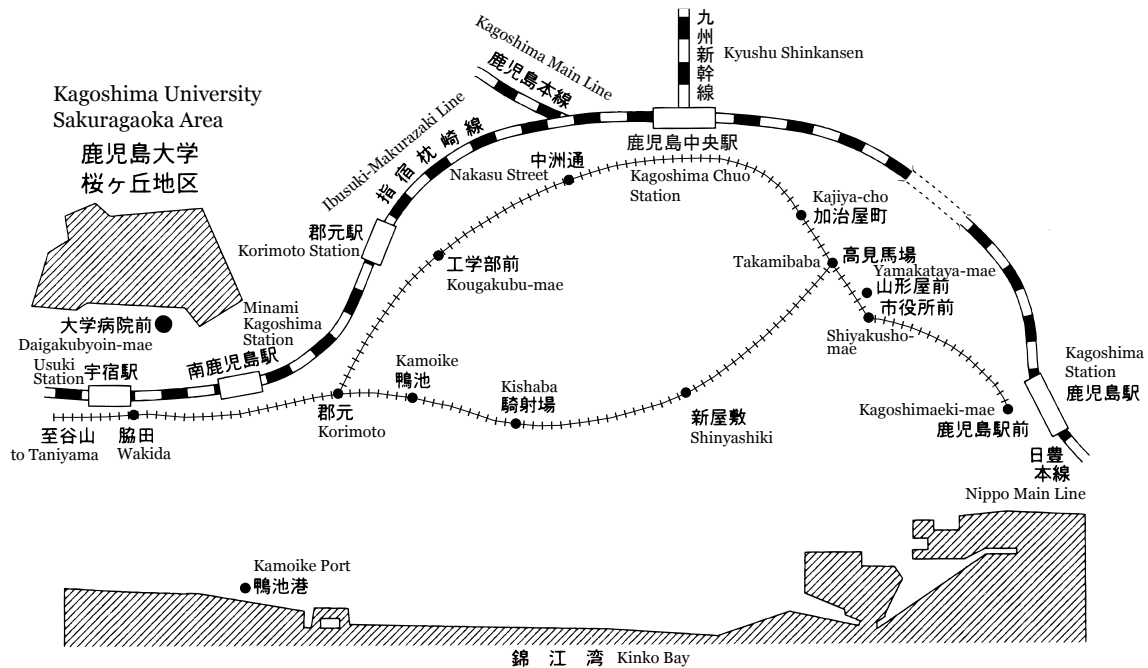 九州新幹線
Kyushu Shinkansen
Kagoshima Main Line
鹿児島本線
Kagoshima University
Sakuragaoka Area
鹿児島大学
桜ヶ丘地区
Ibusuki-Makurazaki Line
指宿枕崎線
鹿児島中央駅
Kagoshima Chuo
Station
中洲通
Nakasu Street
Kajiya-cho
加治屋町
郡元駅
Korimoto Station
工学部前
Kougakubu-mae
Takamibaba
高見馬場
Yamakataya-mae
山形屋前
市役所前
Shiyakusho-
mae
大学病院前
Daigakubyoin-mae
Minami
Kagoshima
Station
南鹿児島駅
Usuki
Station
宇宿駅
Kamoike
鴨池
Kishaba
騎射場
Kagoshima
Station
鹿児島駅
Kagoshimaeki-mae
鹿児島駅前
至谷山
to Taniyama
脇田
Wakida
郡元
Korimoto
新屋敷
Shinyashiki
日豊
本線
Nippo Main Line
Kamoike Port
鴨池港
錦江湾 Kinko Bay